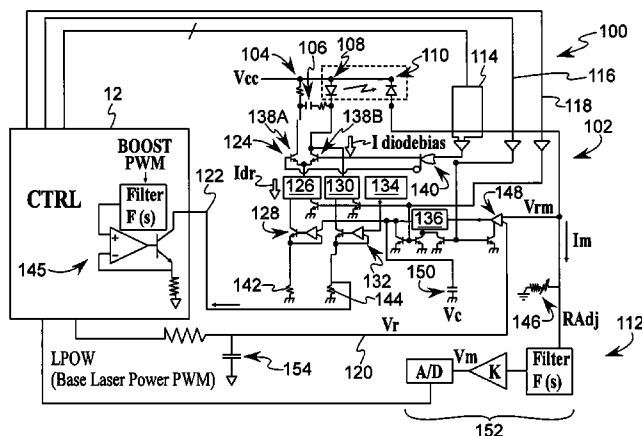 100
104
106
108
110
114
116
118
Vcc
102
12
138A
138B
124
I diodebias
BOOST
PWM
122
Idr
126
130
134
140
CTRL
Filter
F (s)
148
Vrm
128
136
Im
+
−
145
132
150
142
144
Vc
146
RAdj
Vr
112
LPOW
(Base Laser Power PWM)
154
120
A/D
Vm
K
Filter
F (s)
152